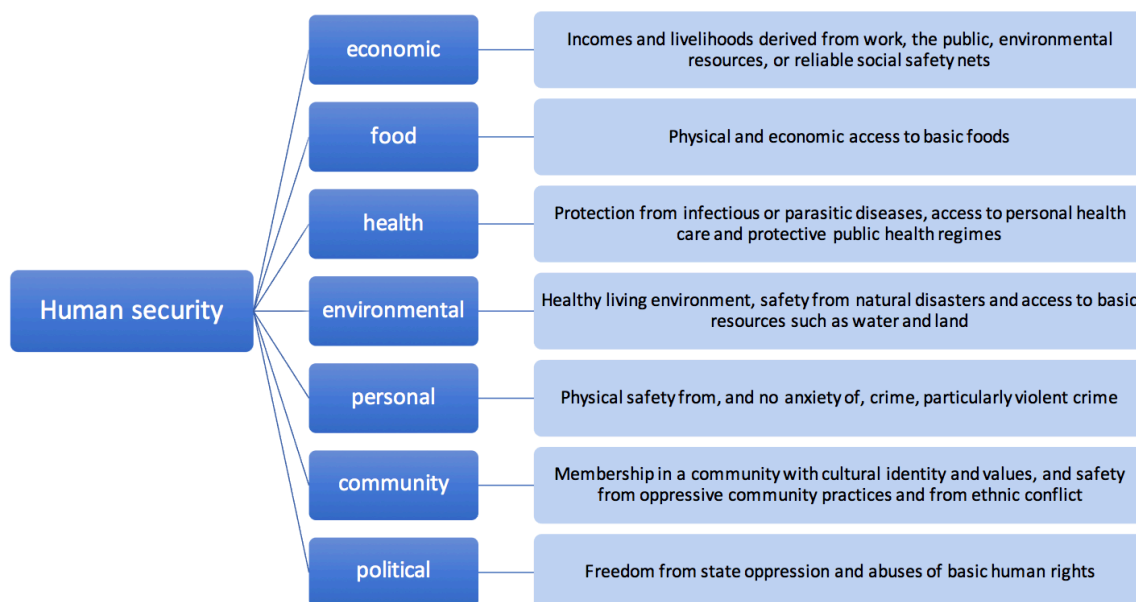 Human security
economic
Incomes and livelihoods derived from work, the public, environmental
resources, or reliable social safety nets
food
Physical and economic access to basic foods
health
Protection from infectious or parasitic diseases, access to personal health
care and protective public health regimes
environmental
Healthy living environment, safety from natural disasters and access to basic
resources such as water and land
personal
Physical safety from, and no anxiety of, crime, particularly violent crime
community
Membership in a community with cultural identity and values, and safety
from oppressive community practices and from ethnic conflict
political
Freedom from state oppression and abuses of basic human rights